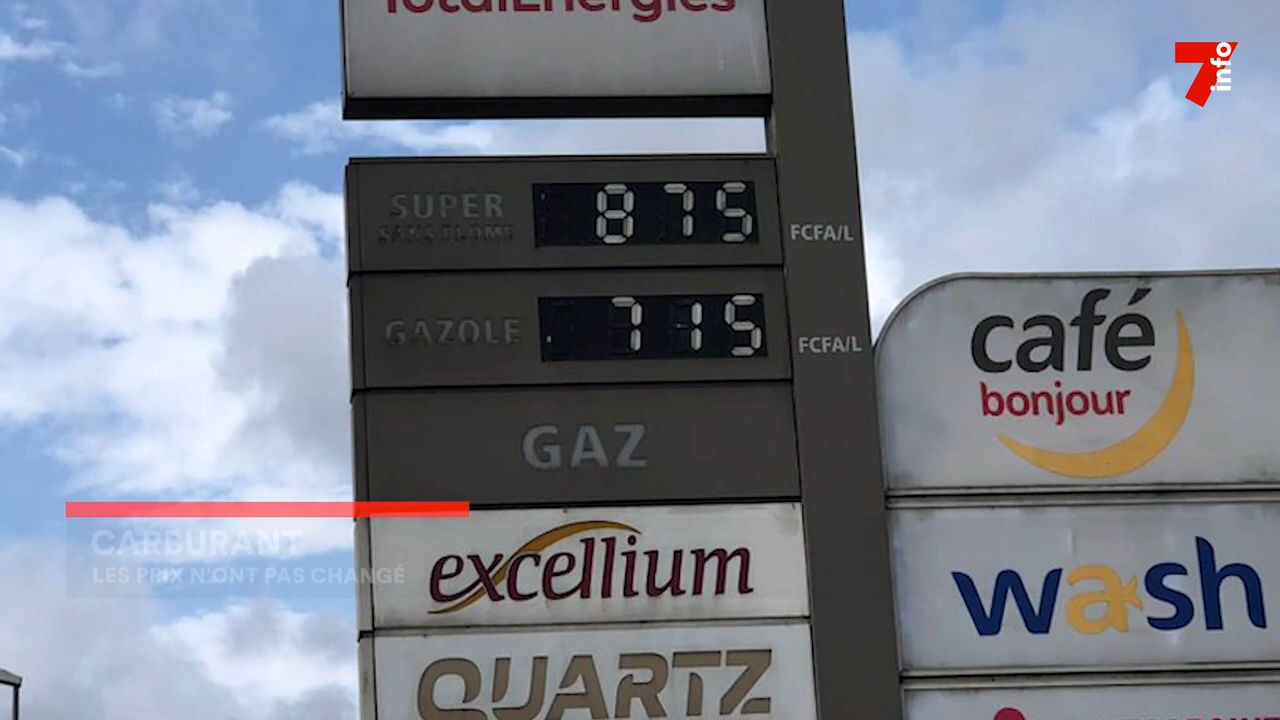 TotalEnergies
7info
SUPER 875 FCFA/L
SANS PLOMB
GAZOLE 715 FCFA/L
GAZ
café
bonjour
CARBURANT
LES PRIX N'ONT PAS CHANGÉ
excellium
wash
QUARTZ